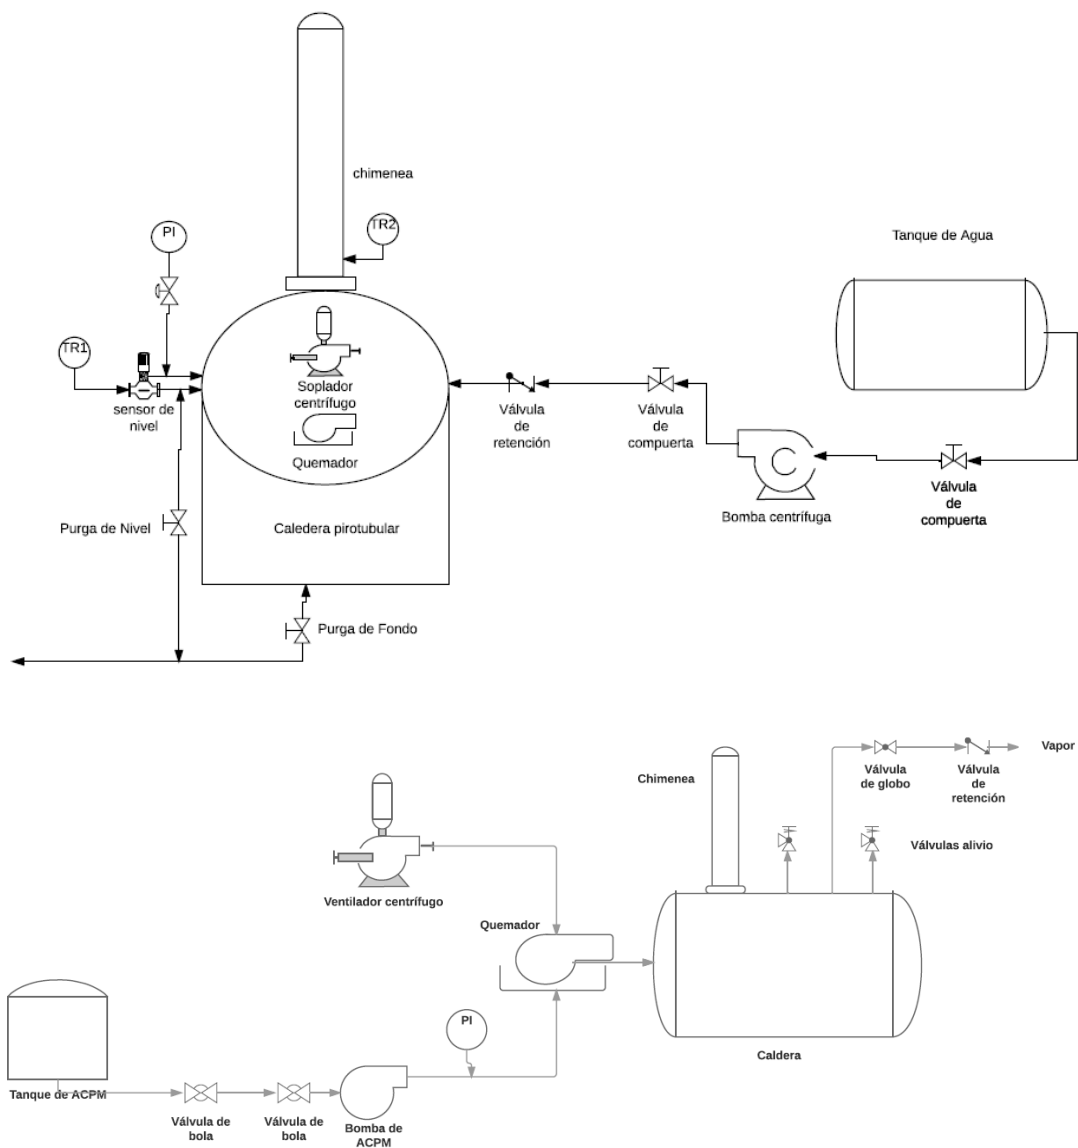 chimenea
TR2
PI
Tanque de Agua
TR1
sensor de
nivel
Soplador
centrífugo
Quemador
Válvula
de
retención
Válvula
de
compuerta
Bomba centrífuga
Válvula
de
compuerta
Purga de Nivel
Caledera pirotubular
Purga de Fondo
Vapor
Válvula
de globo
Válvula
de
retención
Chimenea
Válvulas alivio
Ventilador centrífugo
Quemador
PI
Caldera
Tanque de ACPM
Válvula de
bola
Válvula de
bola
Bomba de
ACPM